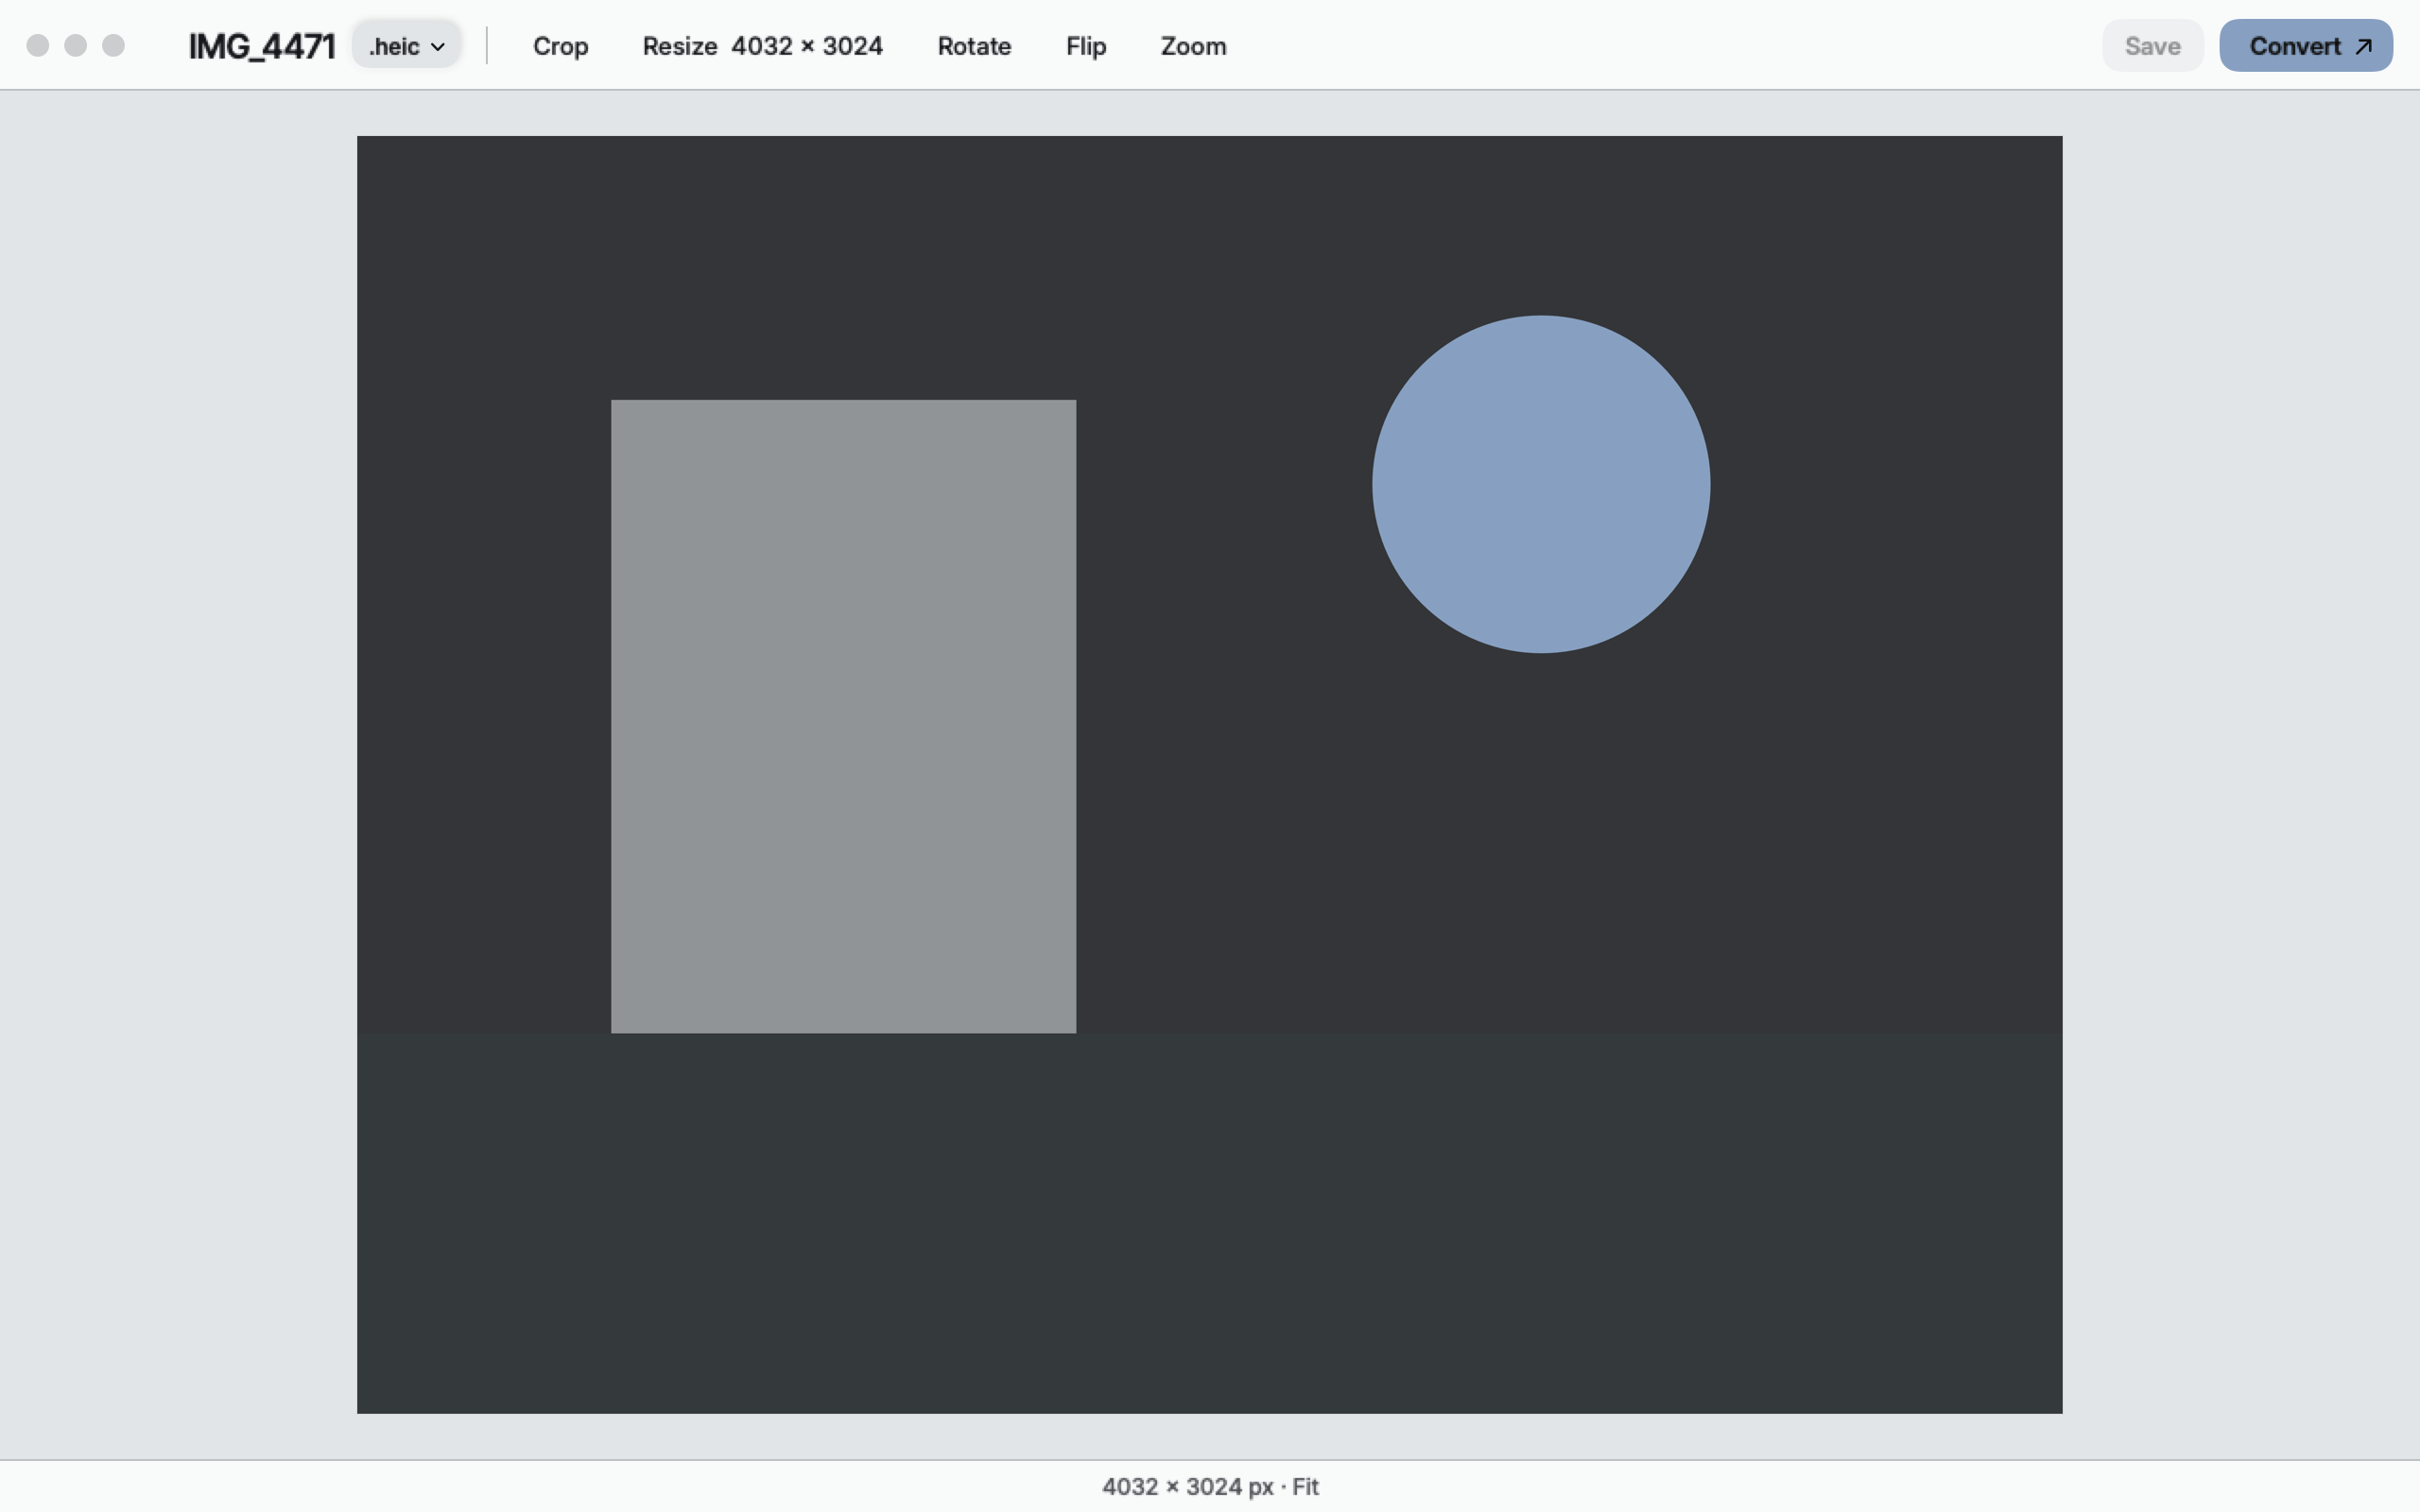 IMG_4471 .heic Crop Resize 4032 × 3024 Rotate Flip Zoom Save Convert
4032 × 3024 px · Fit